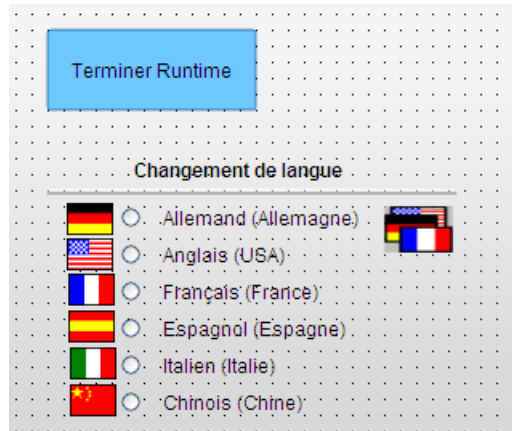 Terminer Runtime
Changement de langue
Allemand (Allemagne)
Anglais (USA)
Français (France)
Espagnol (Espagne)
Italien (Italie)
Chinois (Chine)